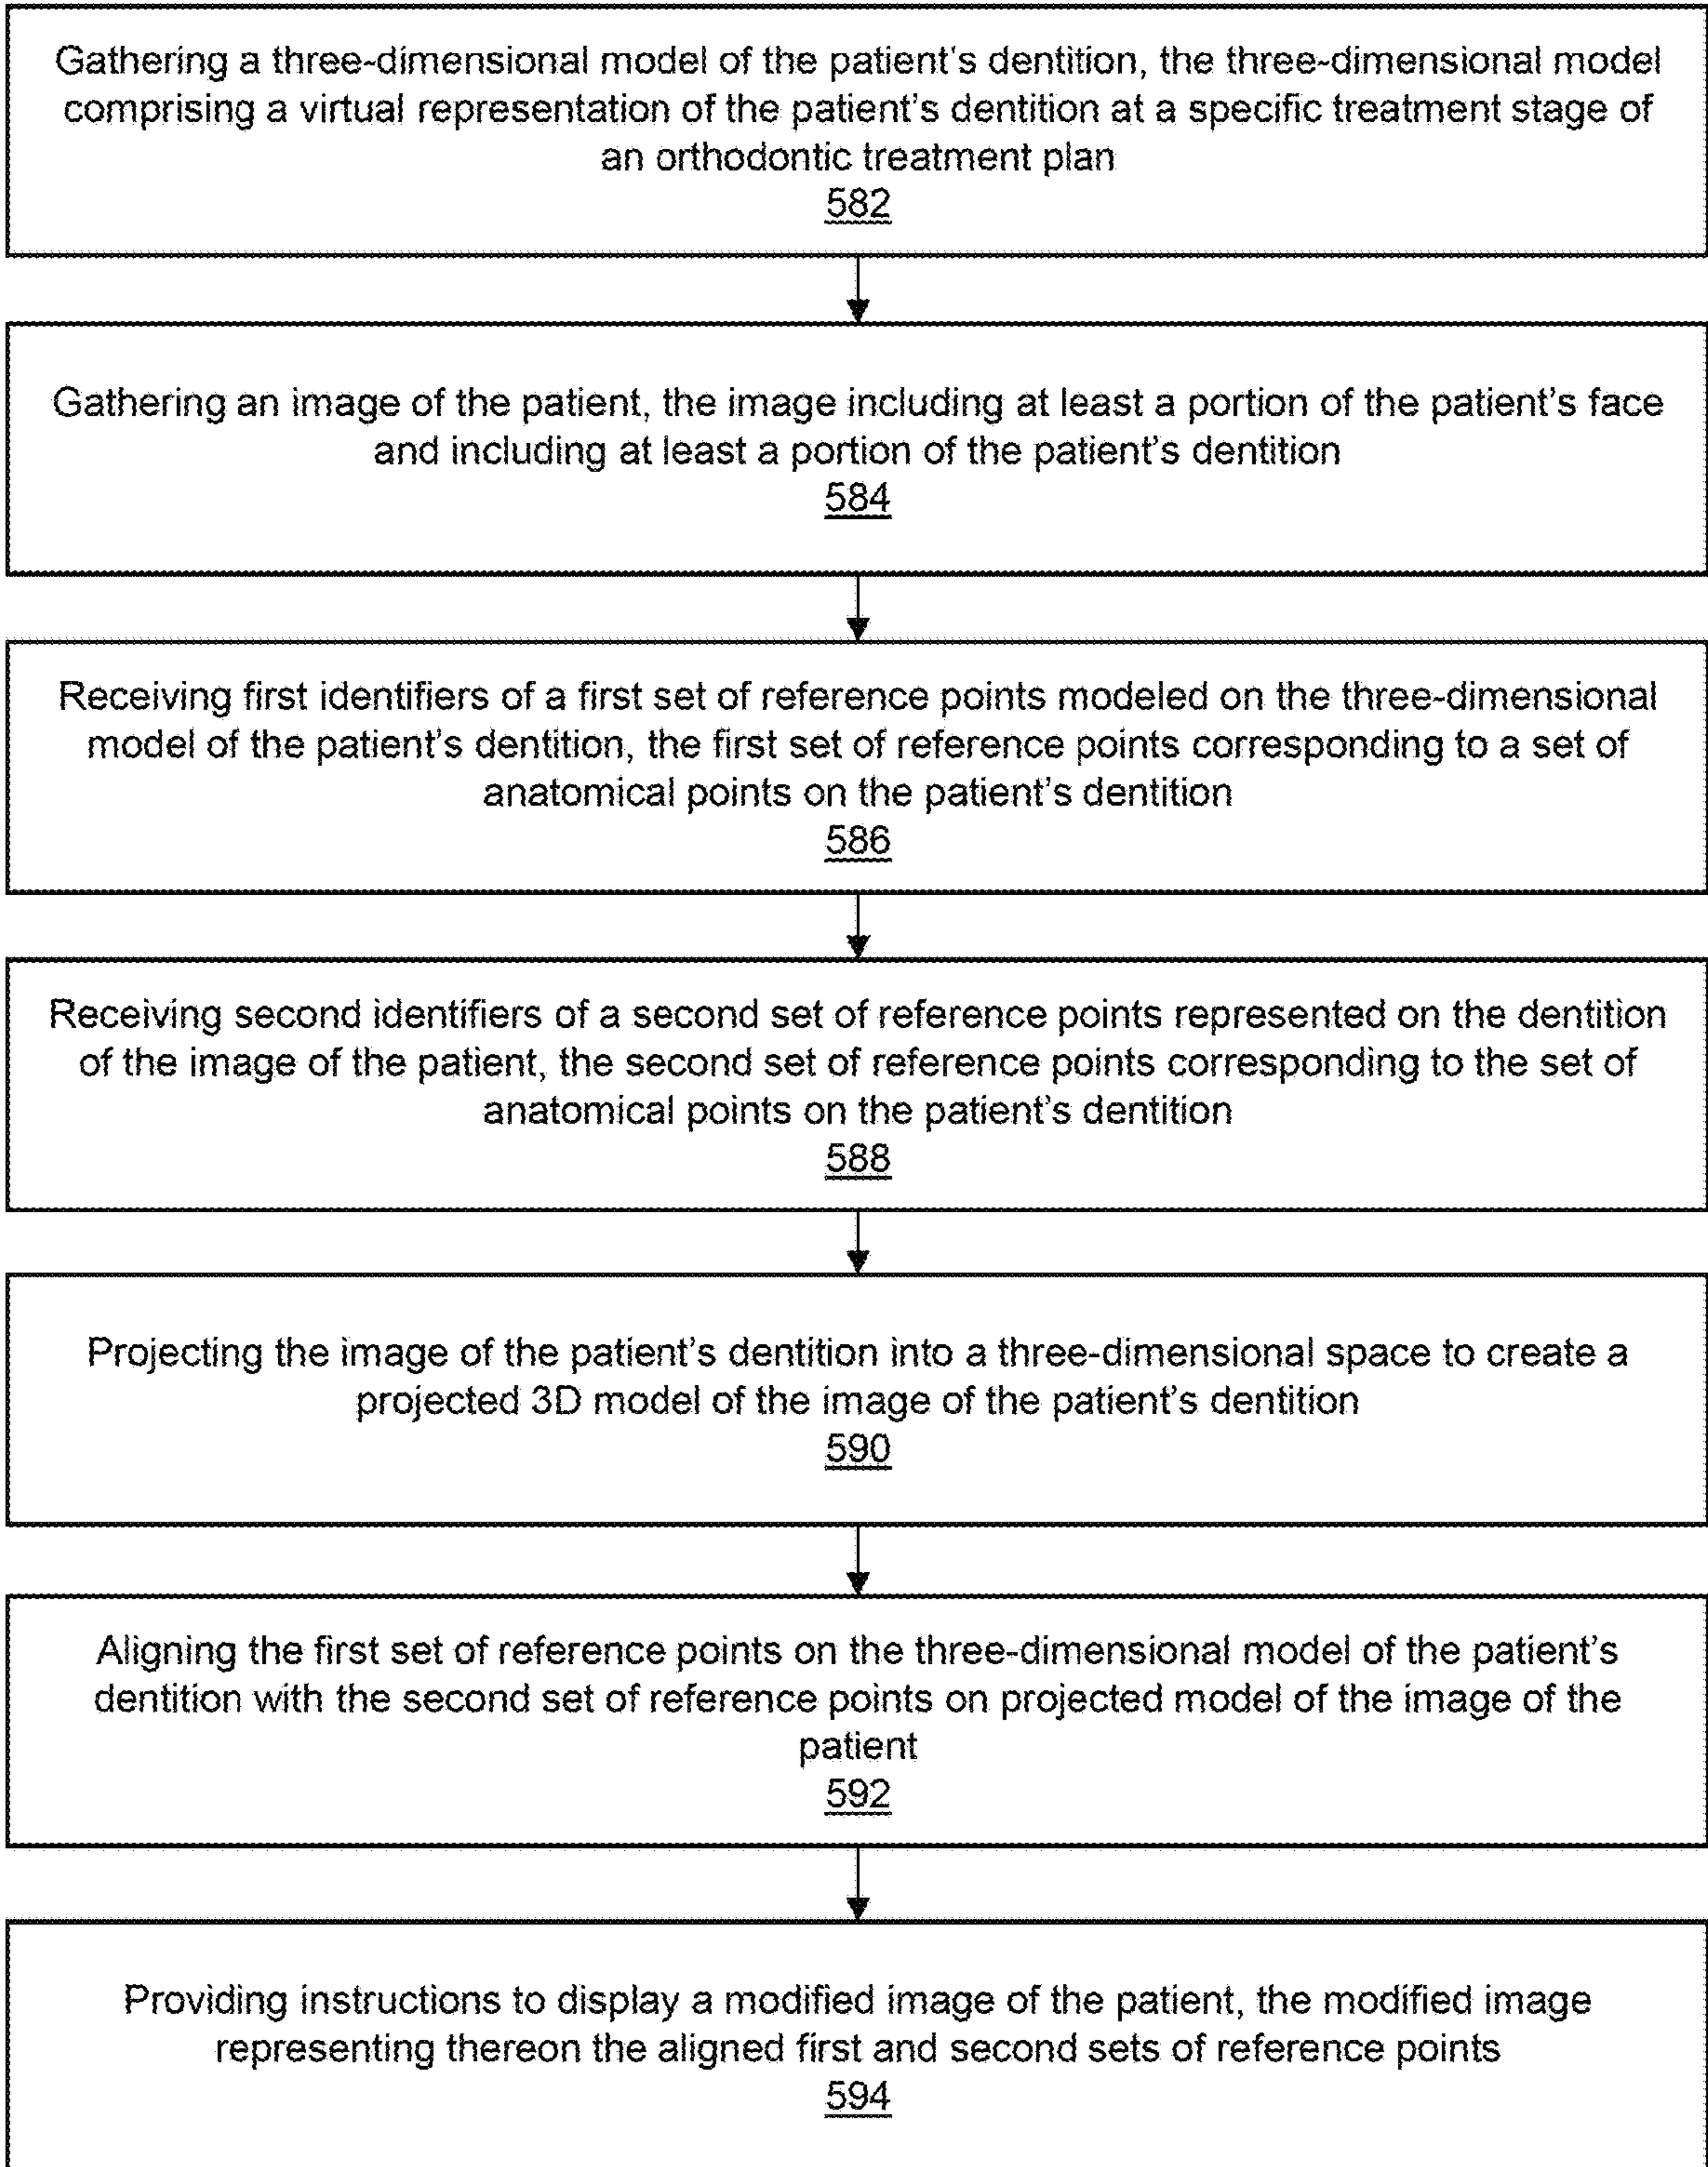 Gathering a three-dimensional model of the patient's dentition, the three-dimensional model
comprising a virtual representation of the patient's dentition at a specific treatment stage of
an orthodontic treatment plan
582
Gathering an image of the patient, the image including at least a portion of the patient's face
and including at least a portion of the patient's dentition
584
Receiving first identifiers of a first set of reference points modeled on the three-dimensional
model of the patient's dentition, the first set of reference points corresponding to a set of
anatomical points on the patient's dentition
586
Receiving second identifiers of a second set of reference points represented on the dentition
of the image of the patient, the second set of reference points corresponding to the set of
anatomical points on the patient's dentition
588
Projecting the image of the patient's dentition into a three-dimensional space to create a
projected 3D model of the image of the patient's dentition
590
Aligning the first set of reference points on the three-dimensional model of the patient's
dentition with the second set of reference points on projected model of the image of the
patient
592
Providing instructions to display a modified image of the patient, the modified image
representing thereon the aligned first and second sets of reference points
594